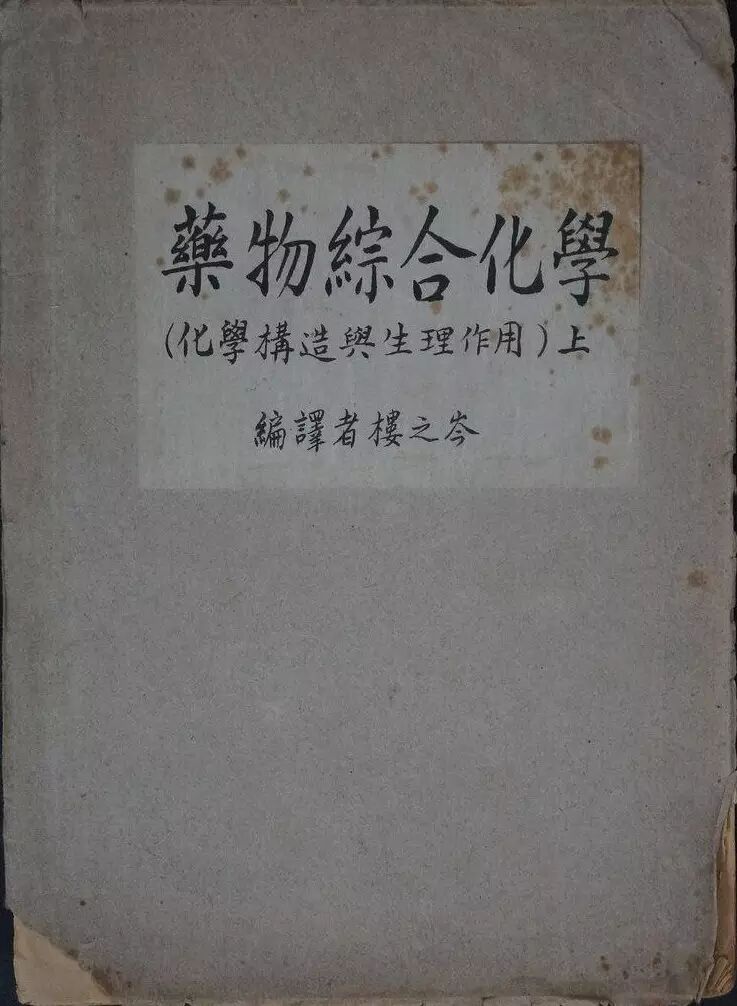 藥物綜合化學
(化學構造與生理作用)上
編譯者樓之岑